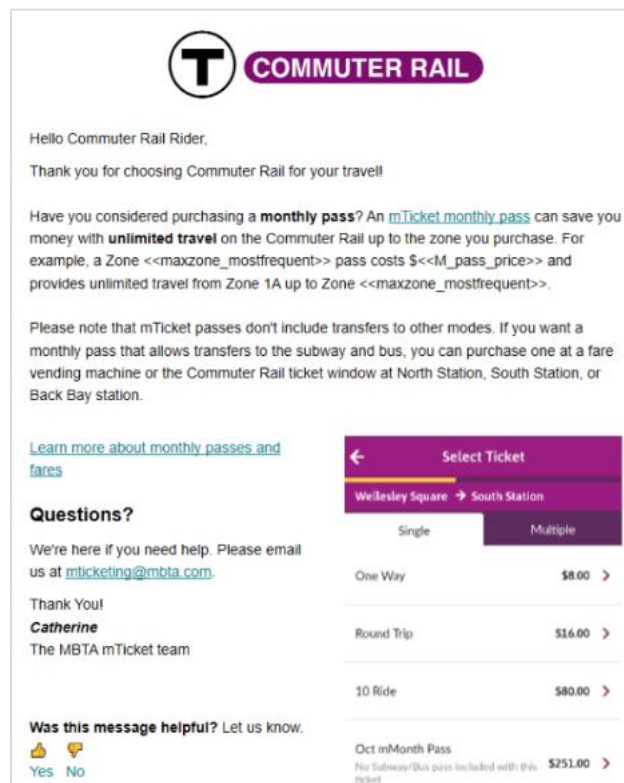 T COMMUTER RAIL
Hello Commuter Rail Rider,
Thank you for choosing Commuter Rail for your travel!
Have you considered purchasing a monthly pass? An mTicket monthly pass can save you
money with unlimited travel on the Commuter Rail up to the zone you purchase. For
example, a Zone <<maxzone_mostfrequent>> pass costs $<<M_pass_price>> and
provides unlimited travel from Zone 1A up to Zone <<maxzone_mostfrequent>>.
Please note that mTicket passes don't include transfers to other modes. If you want a
monthly pass that allows transfers to the subway and bus, you can purchase one at a fare
vending machine or the Commuter Rail ticket window at North Station, South Station, or
Back Bay station.
Learn more about monthly passes and
fares
Questions?
We're here if you need help. Please email
us at mticketing@mbta.com.
Thank You!
Catherine
The MBTA mTicket team
Was this message helpful? Let us know.
Yes No
Select Ticket
Wellesley Square → South Station
Single Multiple
One Way $8.00
Round Trip $16.00
10 Ride $80.00
Oct mMonth Pass $251.00
No Subway/Bus pass included with this
ticket